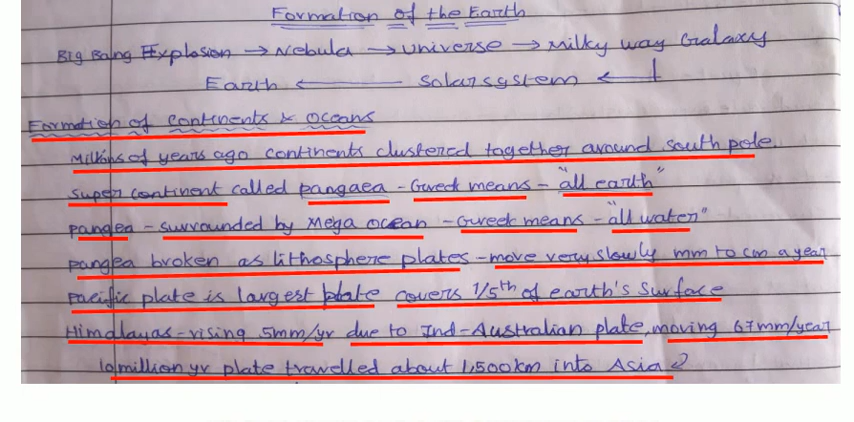 Formation of the Earth
Big Bang Explosion → Nebula → universe → Milky way Galaxy
Earth ← Solarsystem ←
Formation of continents & oceans
Millions of years ago continents clustered together around south pole.
Super continent called pangaea - Greek means - "all earth"
pangea - surrounded by Mega ocean - Greek means - "all water"
pangea broken as lithosphere plates - move very slowly mm to cm a year
Pacific plate is largest plate covers 1/5th of earth's surface
Himalayas - rising 5mm/yr due to Ind-Australian plate, moving 67mm/year
10million yr plate travelled about 1,500km into Asia